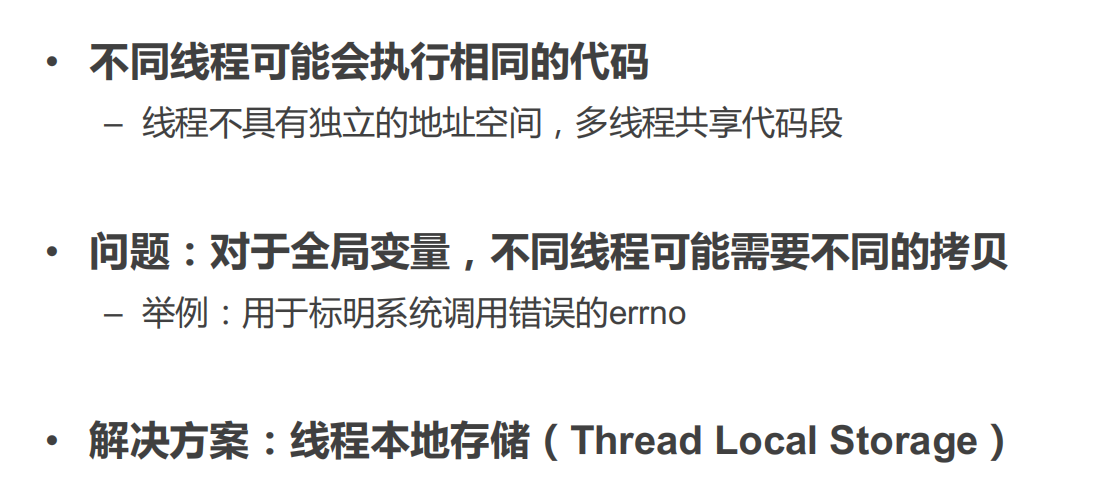 • 不同线程可能会执行相同的代码
– 线程不具有独立的地址空间，多线程共享代码段
• 问题：对于全局变量，不同线程可能需要不同的拷贝
– 举例：用于标明系统调用错误的errno
• 解决方案：线程本地存储（Thread Local Storage）